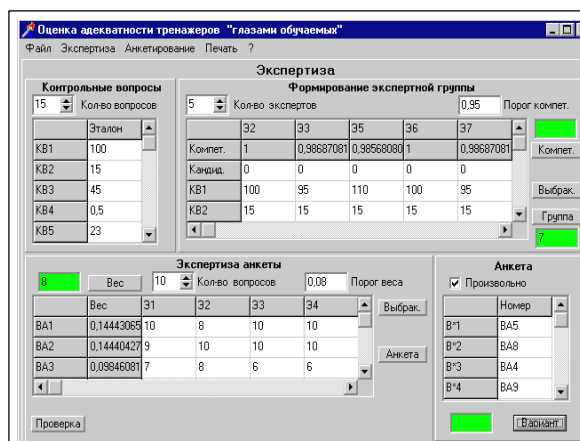 Оценка адекватности тренажеров "глазами обучаемых"
Файл Экспертиза Анкетирование Печать ?
Экспертиза
Контрольные вопросы
15 Кол-во вопросов
Эталон
КВ1 100
КВ2 15
КВ3 45
КВ4 0,5
КВ5 23
Формирование экспертной группы
5 Кол-во экспертов 0,95 Порог компет.
Э2 Э3 Э5 Э6 Э7
Компет. 1 0,98687081 0,98568080 1 0,98687081
Кандид. 0 0 0 0 0
КВ1 100 95 110 100 95
КВ2 15 15 15 15 15
Компет.
Выбрак.
Группа
7
Экспертиза анкеты
8 Вес 10 Кол-во вопросов 0,08 Порог веса
Вес Э1 Э2 Э3 Э4
ВА1 0,14443065 10 8 10 10
ВА2 0,14440427 9 10 10 10
ВА3 0,09846081 7 8 6 6
Выбрак.
Анкета
Анкета
Произвольно
Номер
В*1 ВА5
В*2 ВА8
В*3 ВА4
В*4 ВА9
Вариант
Проверка